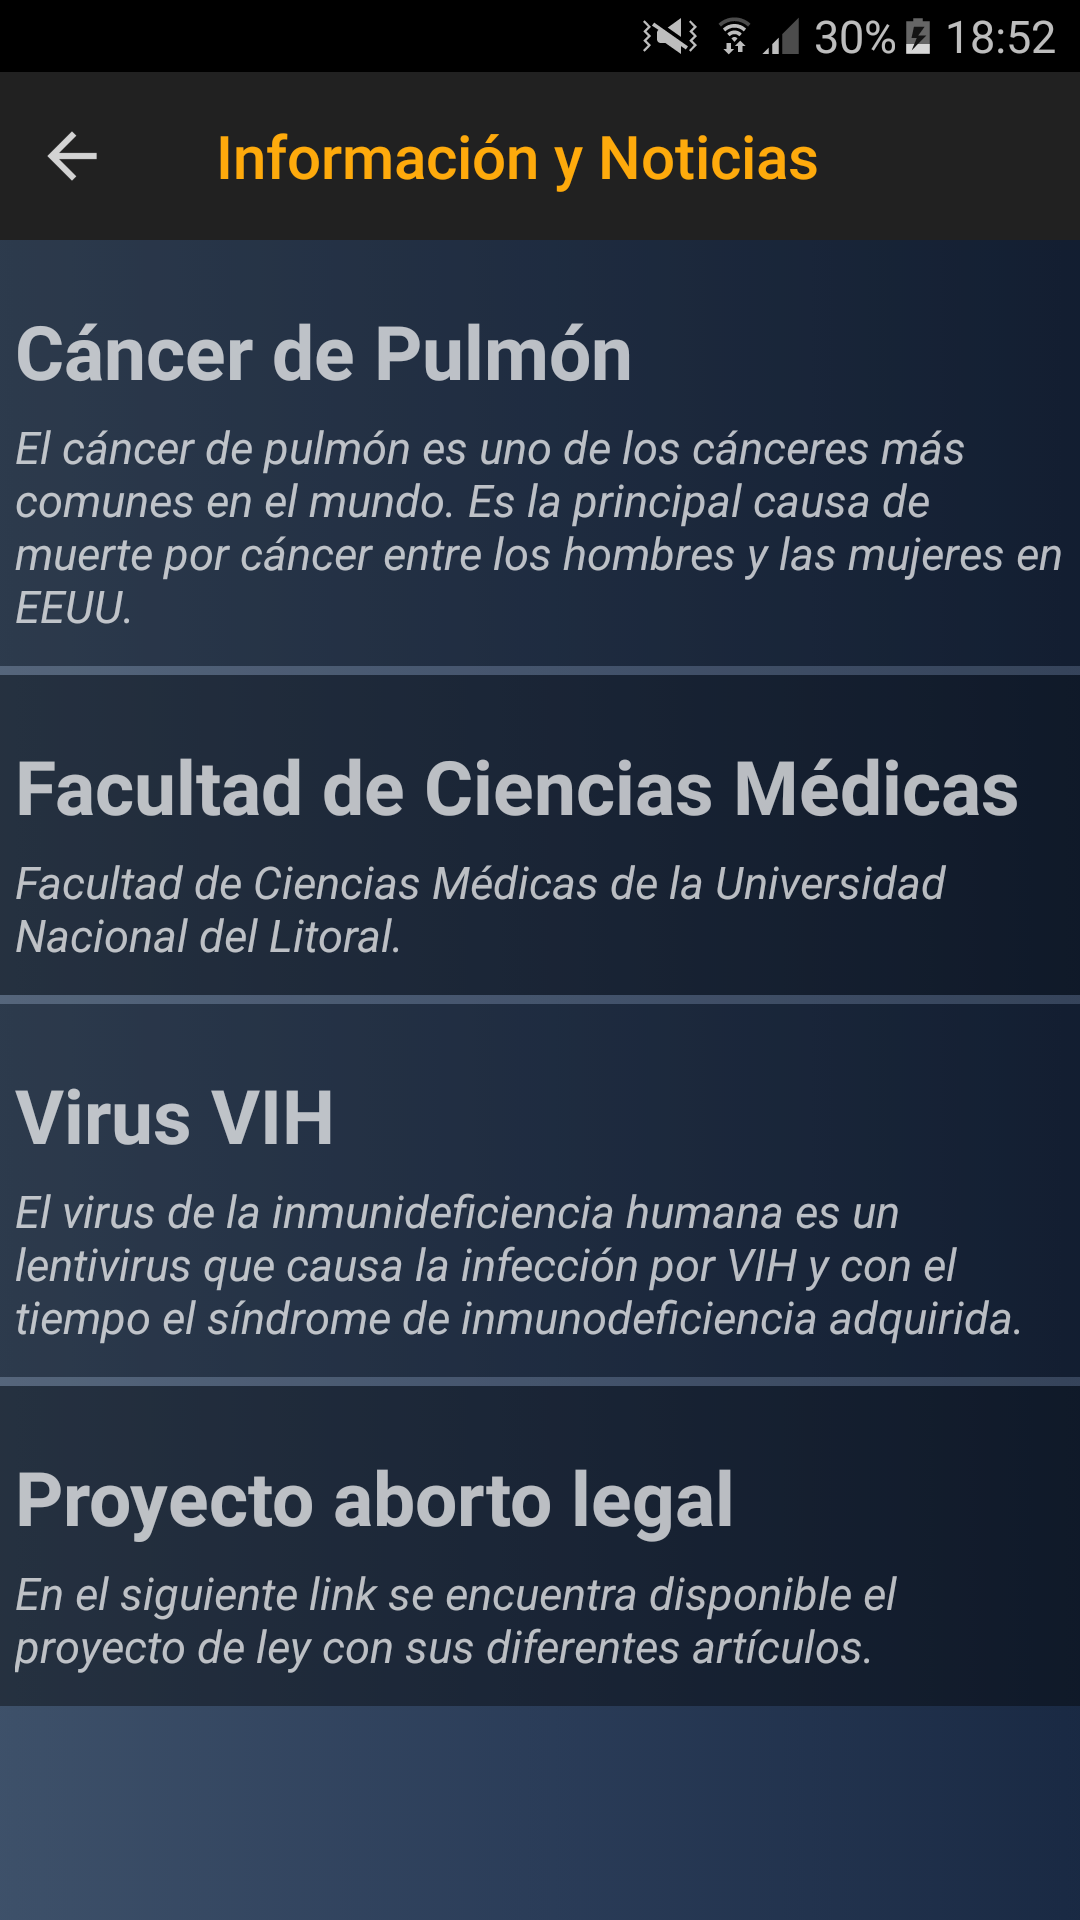 30% 18:52
Información y Noticias
Cáncer de Pulmón
El cáncer de pulmón es uno de los cánceres más
comunes en el mundo. Es la principal causa de
muerte por cáncer entre los hombres y las mujeres en
EEUU.
Facultad de Ciencias Médicas
Facultad de Ciencias Médicas de la Universidad
Nacional del Litoral.
Virus VIH
El virus de la inmunideficiencia humana es un
lentivirus que causa la infección por VIH y con el
tiempo el síndrome de inmunodeficiencia adquirida.
Proyecto aborto legal
En el siguiente link se encuentra disponible el
proyecto de ley con sus diferentes artículos.